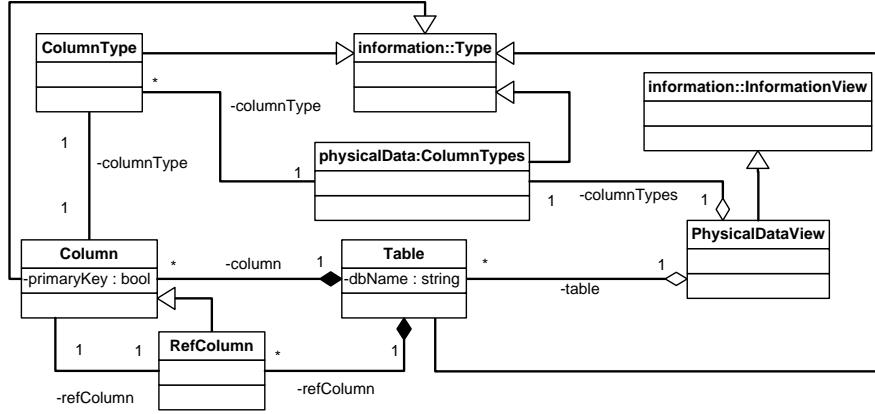 ColumnType
information::Type
information::InformationView
*
-columnType
1
-columnType
1
physicalData:ColumnTypes
1
1
-columnTypes
1
PhysicalDataView
Column
-primaryKey : bool
*
-column
1
Table
-dbName : string
*
-table
1
1
1
RefColumn
*
1
-refColumn
-refColumn